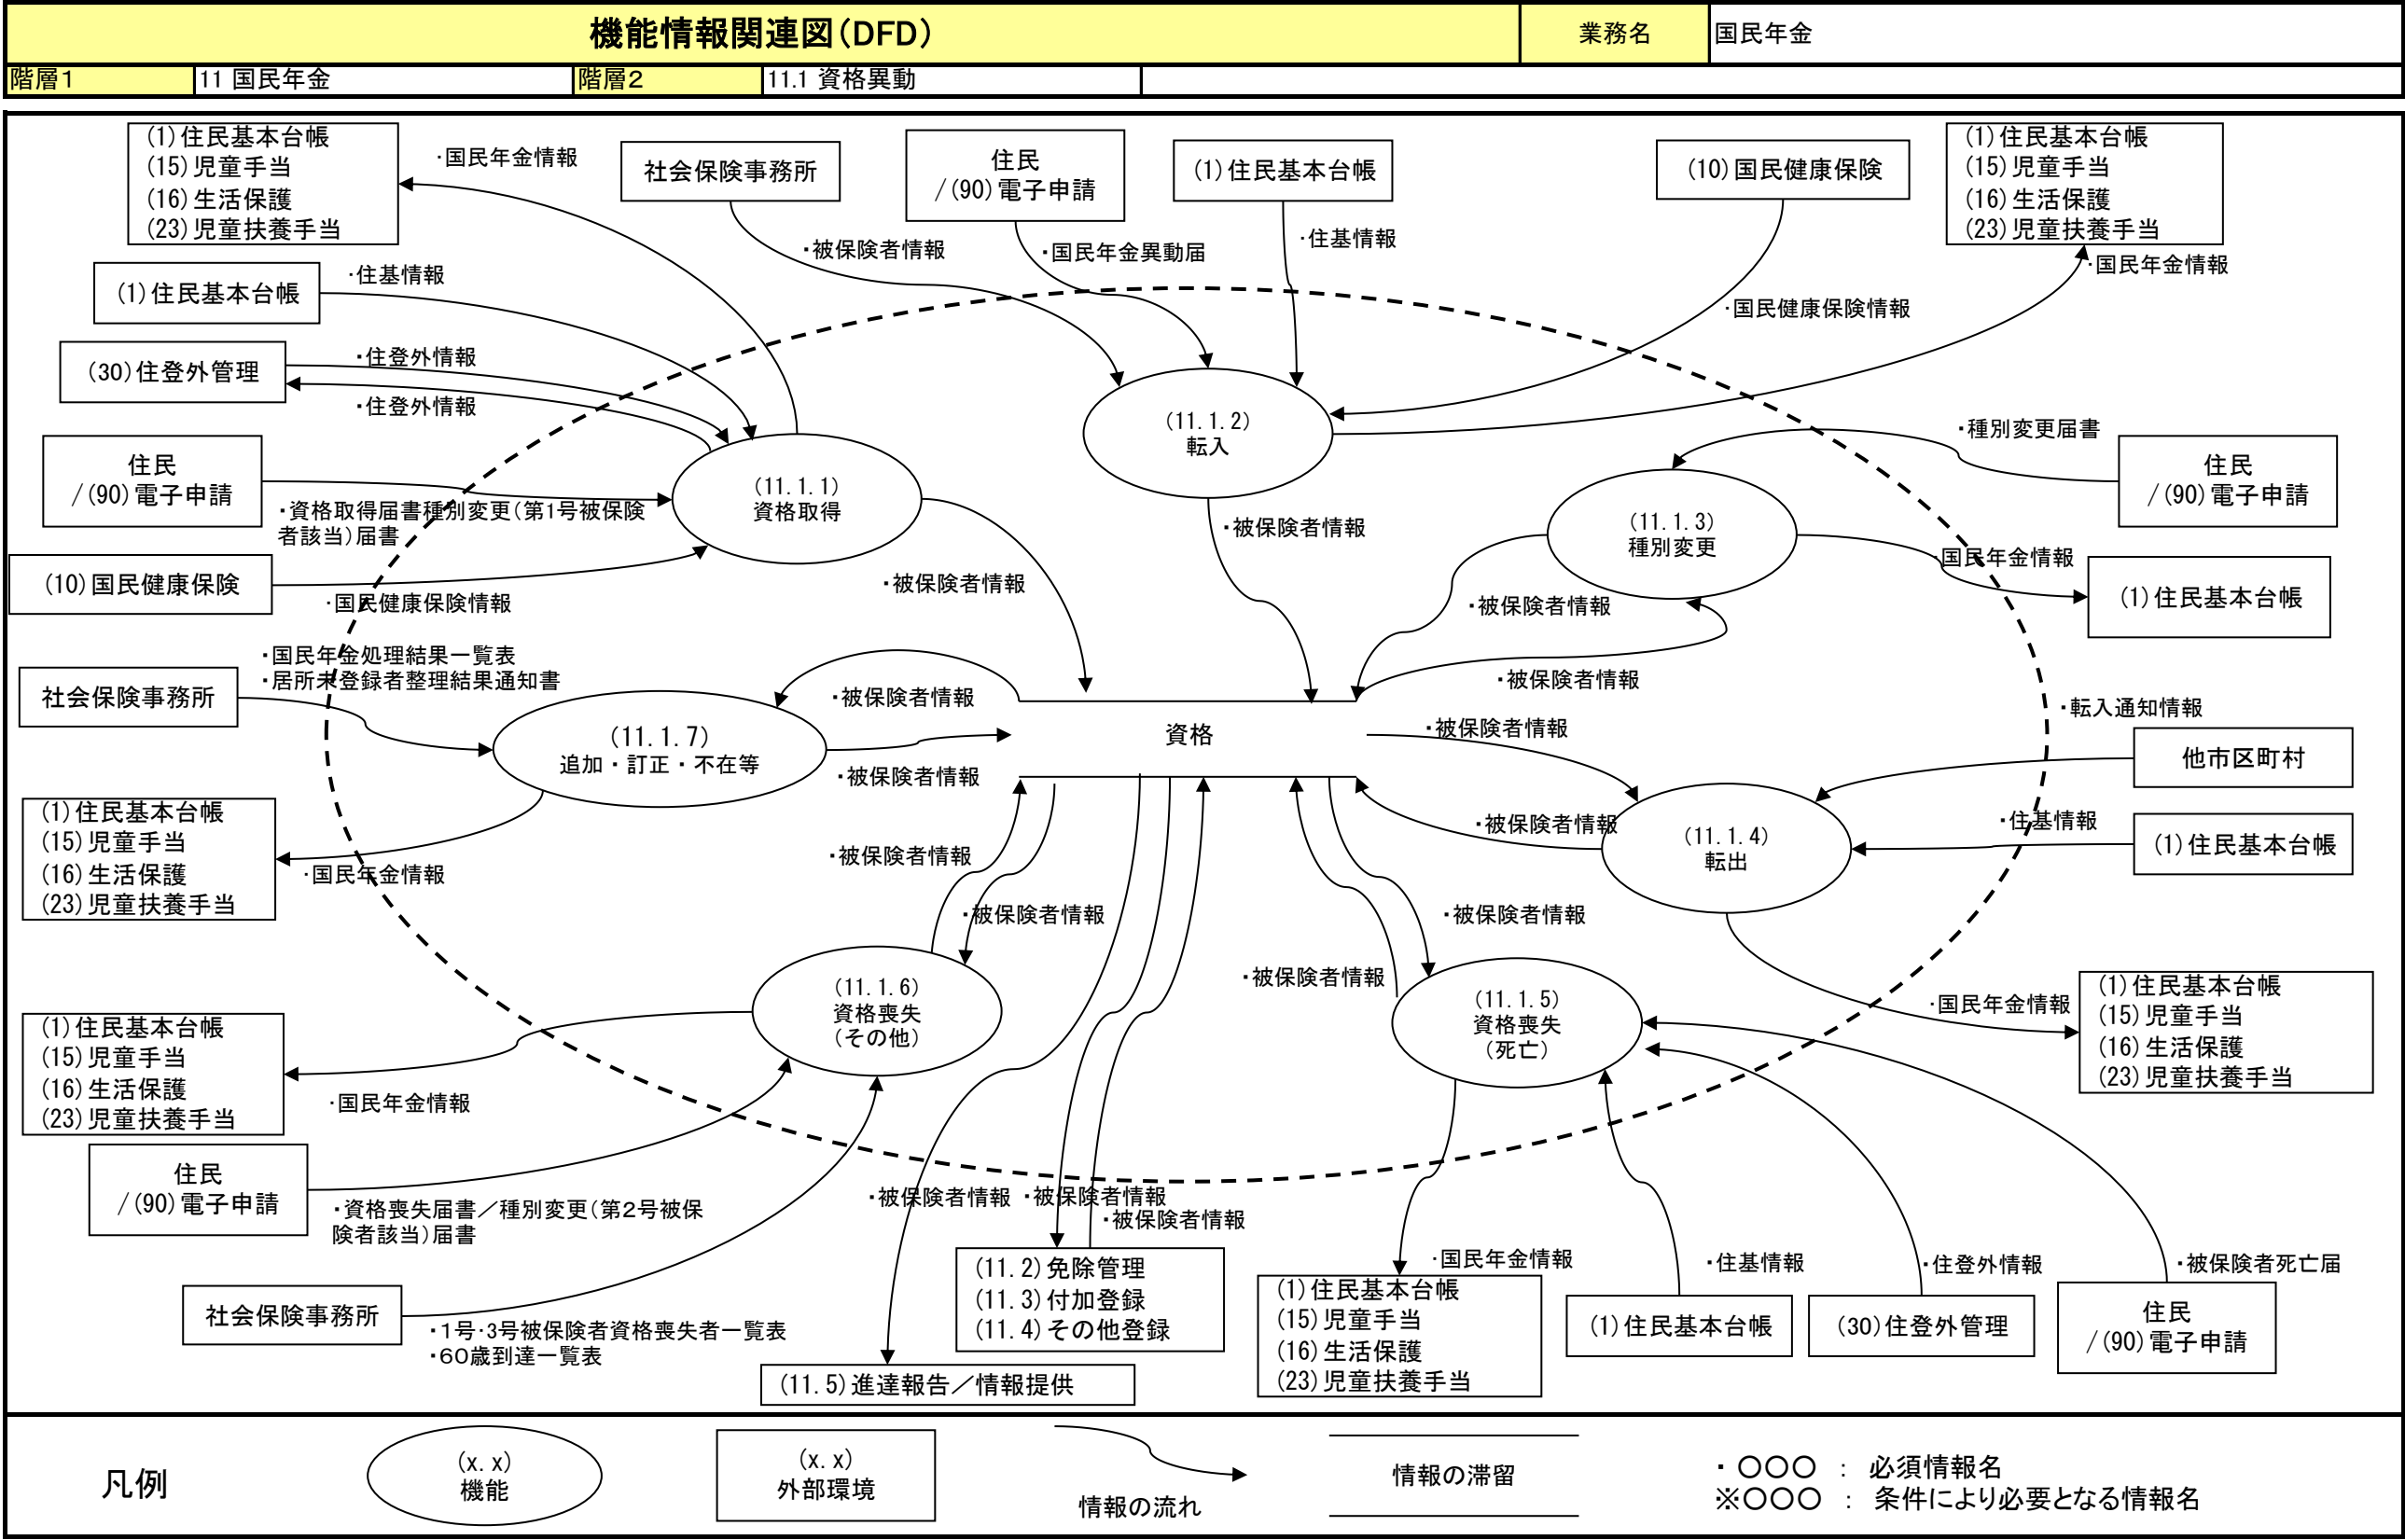 機能情報関連図（DFD）
業務名
国民年金
階層１
11 国民年金
階層２
11.1 資格異動
(1)住民基本台帳
(15)児童手当
(16)生活保護
(23)児童扶養手当
・国民年金情報
社会保険事務所
・被保険者情報
住民
/(90)電子申請
・国民年金異動届
(1)住民基本台帳
・住基情報
(10)国民健康保険
・国民健康保険情報
(1)住民基本台帳
(15)児童手当
(16)生活保護
(23)児童扶養手当
・国民年金情報
(1)住民基本台帳
・住基情報
(30)住登外管理
・住登外情報
・住登外情報
住民
/(90)電子申請
・資格取得届書種別変更（第1号被保険
者該当）届書
(10)国民健康保険
・国民健康保険情報
(11.1.1)
資格取得
・被保険者情報
(11.1.2)
転入
・被保険者情報
・種別変更届書
住民
/(90)電子申請
(11.1.3)
種別変更
・被保険者情報
・被保険者情報
国民年金情報
(1)住民基本台帳
・国民年金処理結果一覧表
・居所未登録者整理結果通知書
社会保険事務所
(11.1.7)
追加・訂正・不在等
・被保険者情報
・被保険者情報
資格
・被保険者情報
・被保険者情報
・転入通知情報
他市区町村
・住基情報
(1)住民基本台帳
(11.1.4)
転出
(1)住民基本台帳
(15)児童手当
(16)生活保護
(23)児童扶養手当
・国民年金情報
・被保険者情報
・被保険者情報
・被保険者情報
・被保険者情報
(11.1.6)
資格喪失
（その他）
(11.1.5)
資格喪失
（死亡）
・国民年金情報
(1)住民基本台帳
(15)児童手当
(16)生活保護
(23)児童扶養手当
(1)住民基本台帳
(15)児童手当
(16)生活保護
(23)児童扶養手当
・国民年金情報
住民
/(90)電子申請
・資格喪失届書／種別変更（第２号被保
険者該当）届書
社会保険事務所
・１号・３号被保険者資格喪失者一覧表
・６０歳到達一覧表
・被保険者情報
・被保険者情報
・被保険者情報
(11.2)免除管理
(11.3)付加登録
(11.4)その他登録
(11.5)進達報告／情報提供
・国民年金情報
(1)住民基本台帳
(15)児童手当
(16)生活保護
(23)児童扶養手当
・住基情報
(1)住民基本台帳
・住登外情報
(30)住登外管理
・被保険者死亡届
住民
/(90)電子申請
凡例
(x.x)
機能
(x.x)
外部環境
情報の流れ
情報の滞留
・ 〇〇〇 ： 必須情報名
※〇〇〇 ： 条件により必要となる情報名